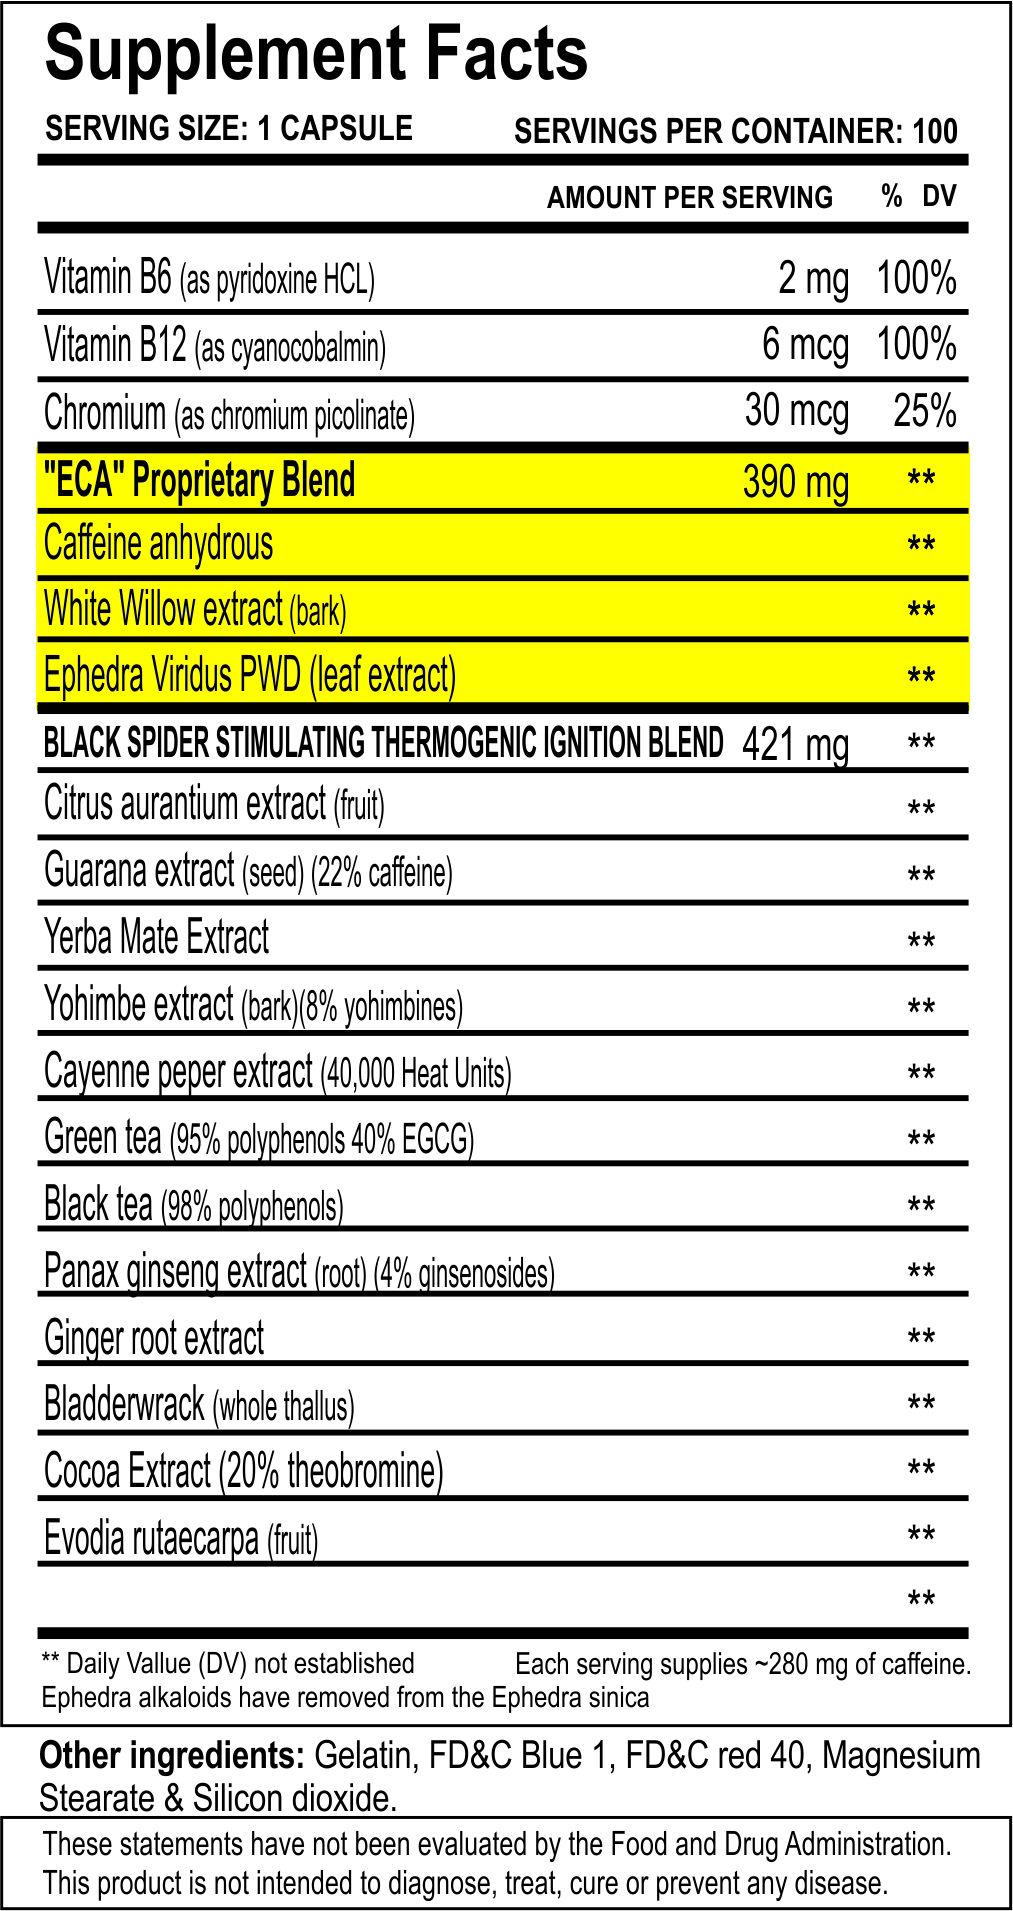 Supplement Facts
SERVING SIZE: 1 CAPSULE SERVINGS PER CONTAINER: 100
AMOUNT PER SERVING % DV
Vitamin B6 (as pyridoxine HCL) 2 mg 100%
Vitamin B12 (as cyanocobalmin) 6 mcg 100%
Chromium (as chromium picolinate) 30 mcg 25%
"ECA" Proprietary Blend 390 mg **
Caffeine anhydrous **
White Willow extract (bark) **
Ephedra Viridus PWD (leaf extract) **
BLACK SPIDER STIMULATING THERMOGENIC IGNITION BLEND 421 mg **
Citrus aurantium extract (fruit) **
Guarana extract (seed) (22% caffeine) **
Yerba Mate Extract **
Yohimbe extract (bark)(8% yohimbines) **
Cayenne peper extract (40,000 Heat Units) **
Green tea (95% polyphenols 40% EGCG) **
Black tea (98% polyphenols) **
Panax ginseng extract (root) (4% ginsenosides) **
Ginger root extract **
Bladderwrack (whole thallus) **
Cocoa Extract (20% theobromine) **
Evodia rutaecarpa (fruit) **
**
** Daily Vallue (DV) not established Each serving supplies ~280 mg of caffeine.
Ephedra alkaloids have removed from the Ephedra sinica
Other ingredients: Gelatin, FD&C Blue 1, FD&C red 40, Magnesium
Stearate & Silicon dioxide.
These statements have not been evaluated by the Food and Drug Administration.
This product is not intended to diagnose, treat, cure or prevent any disease.